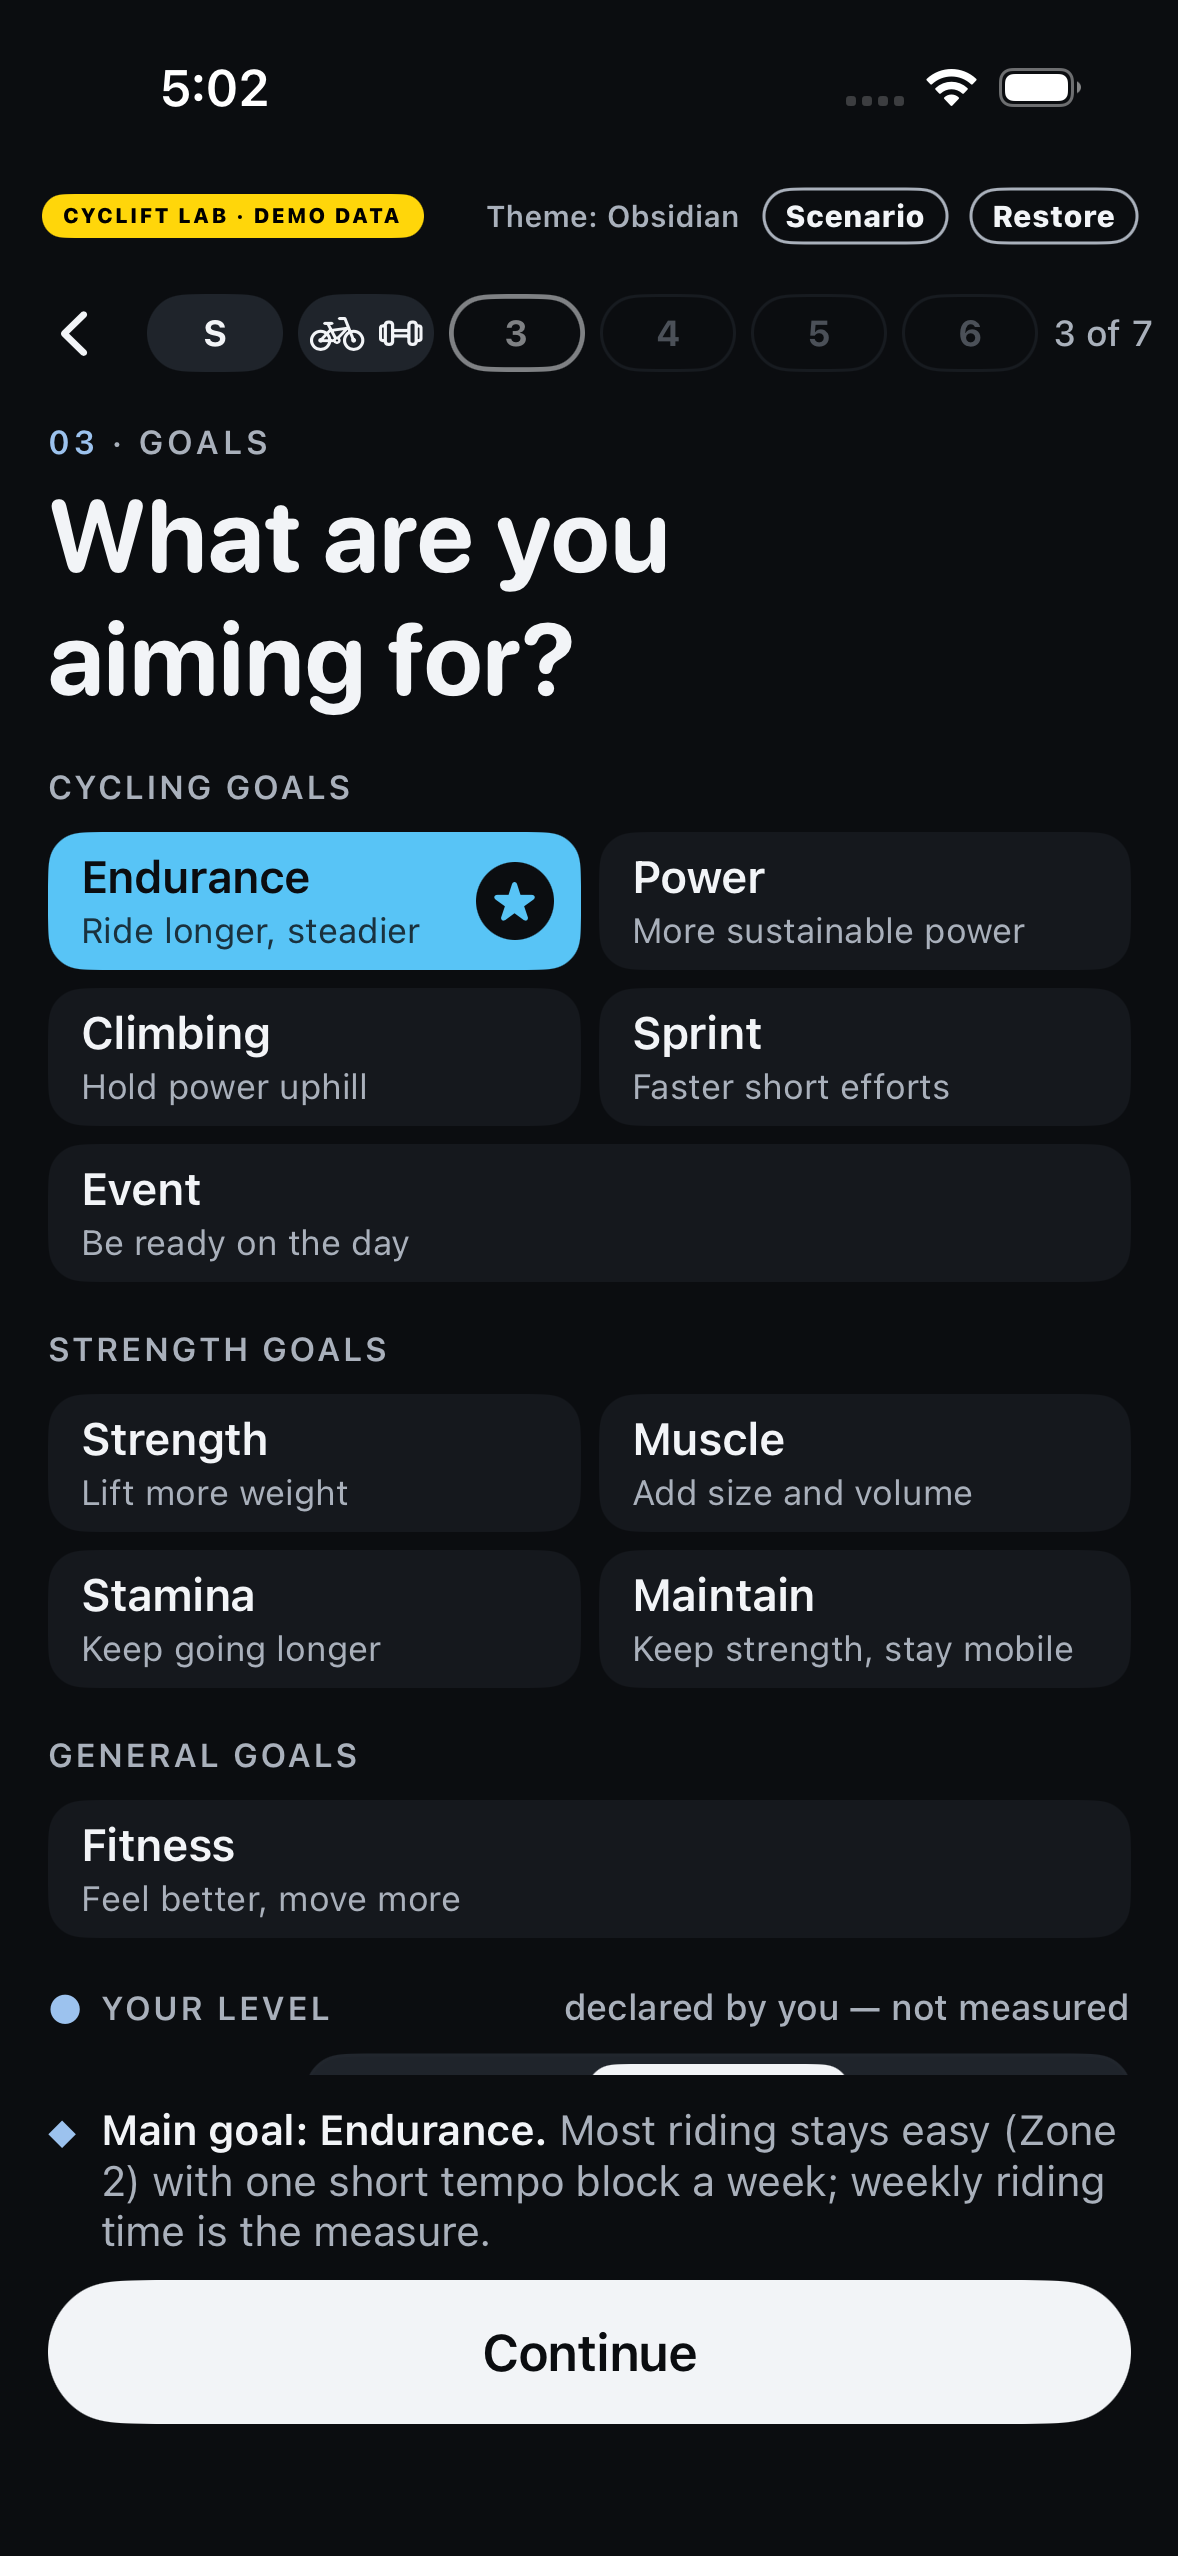 5:02
CYCLIFT LAB · DEMO DATA
Theme: Obsidian
Scenario
Restore
S
3
4
5
6
3 of 7
03 · GOALS
What are you
aiming for?
CYCLING GOALS
Endurance
Ride longer, steadier
Power
More sustainable power
Climbing
Hold power uphill
Sprint
Faster short efforts
Event
Be ready on the day
STRENGTH GOALS
Strength
Lift more weight
Muscle
Add size and volume
Stamina
Keep going longer
Maintain
Keep strength, stay mobile
GENERAL GOALS
Fitness
Feel better, move more
YOUR LEVEL
declared by you — not measured
Main goal: Endurance. Most riding stays easy (Zone
2) with one short tempo block a week; weekly riding
time is the measure.
Continue